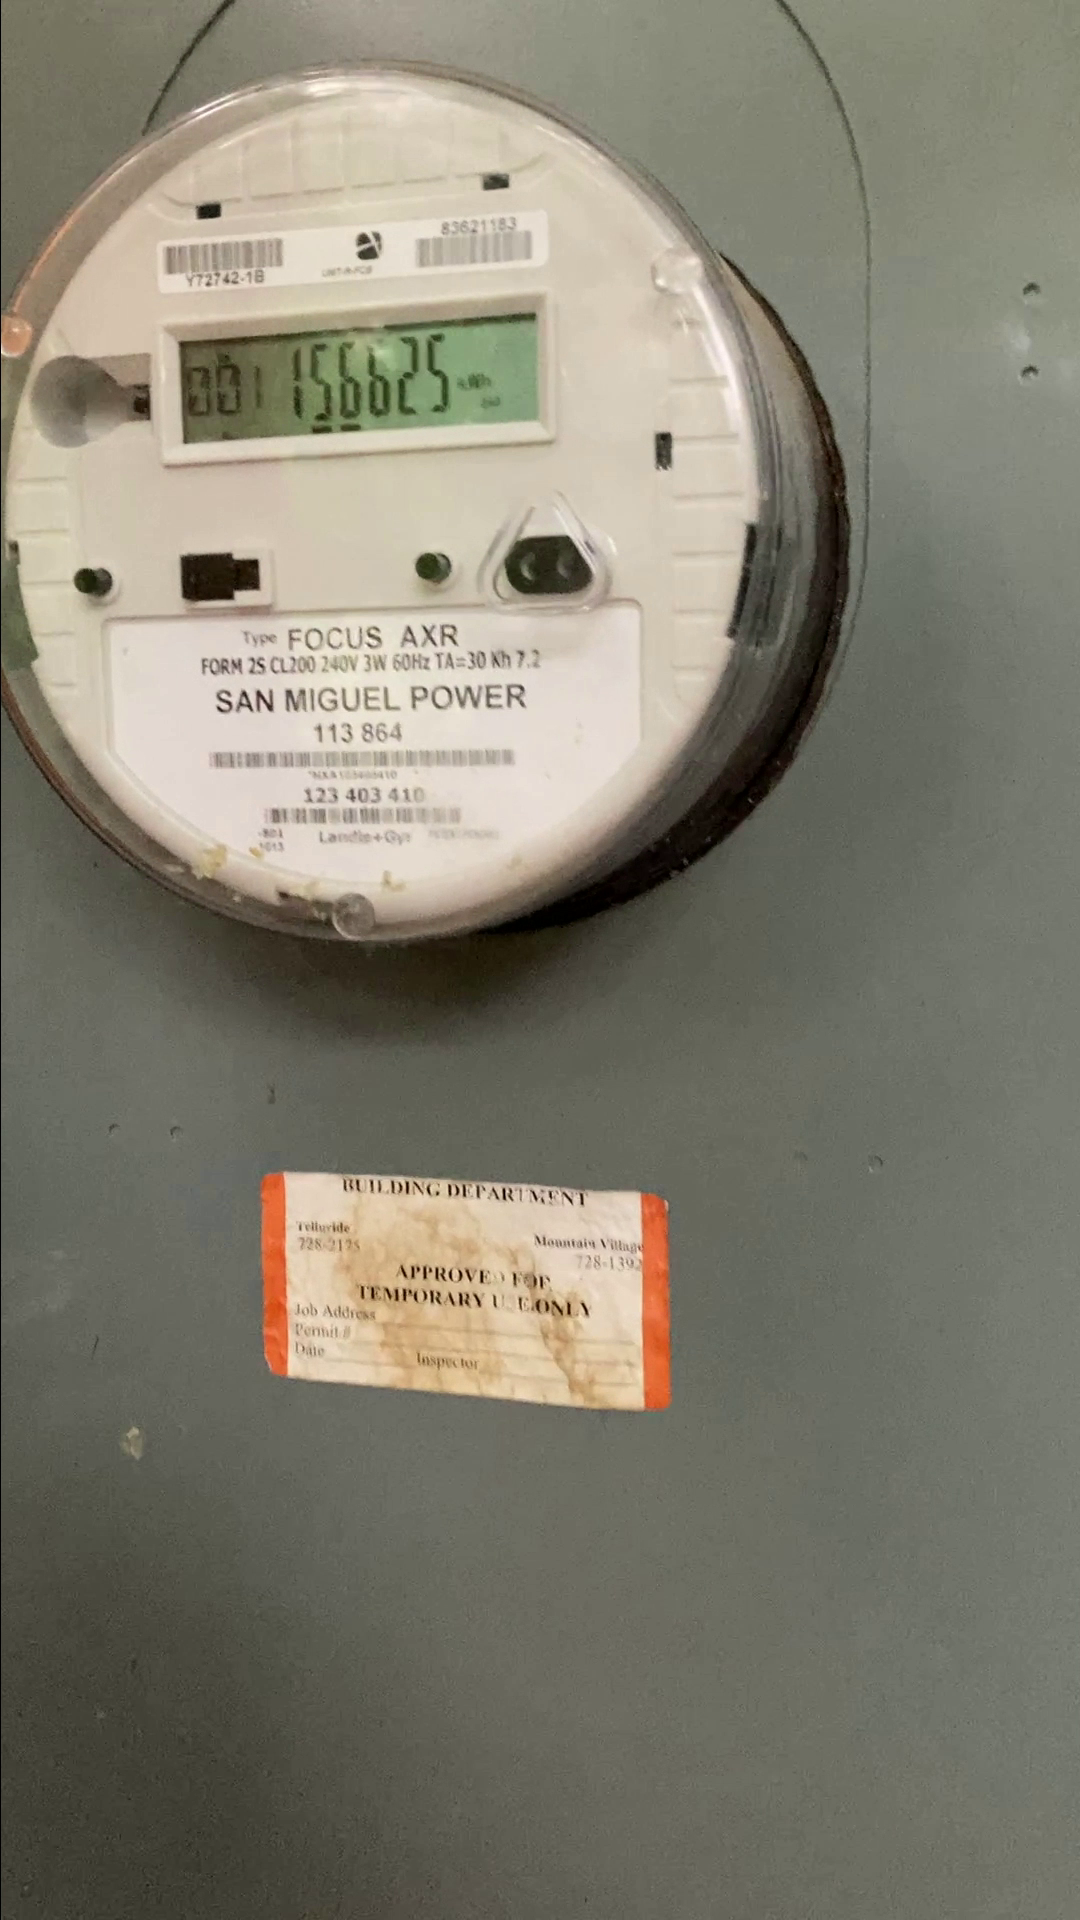 83621183
Y72742-1B
001 156625 kWh
Type FOCUS AXR
FORM 2S CL200 240V 3W 60Hz TA=30 Kh 7.2
SAN MIGUEL POWER
113 864
123 403 410
Landis+Gyr
BUILDING DEPARTMENT
Telluride
728-2175
Mountain Village
728-1392
APPROVED FOR
TEMPORARY U E ONLY
Job Address
Permit #
Date
Inspector